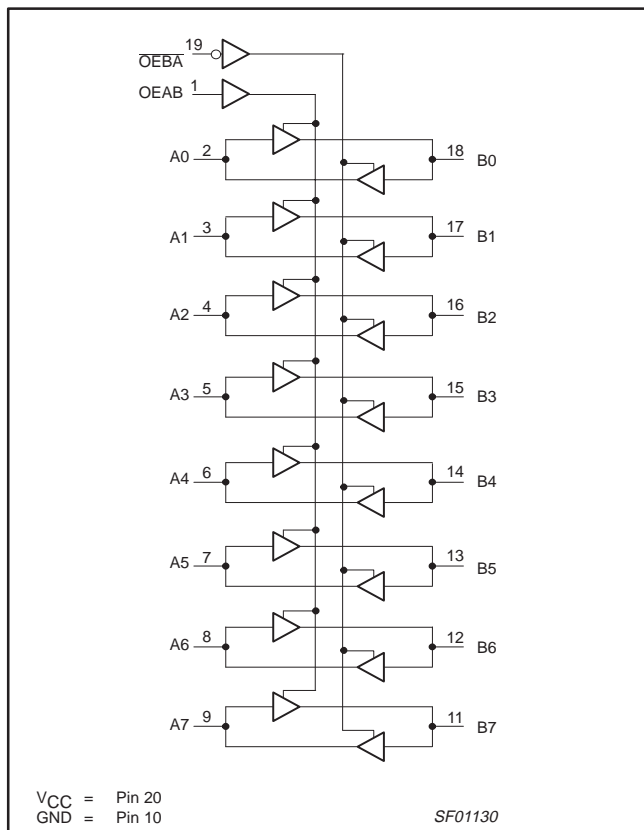 19
O̅E̅B̅A̅
1
OEAB
A0 2 18 B0
A1 3 17 B1
A2 4 16 B2
A3 5 15 B3
A4 6 14 B4
A5 7 13 B5
A6 8 12 B6
A7 9 11 B7
VCC = Pin 20
GND = Pin 10
SF01130